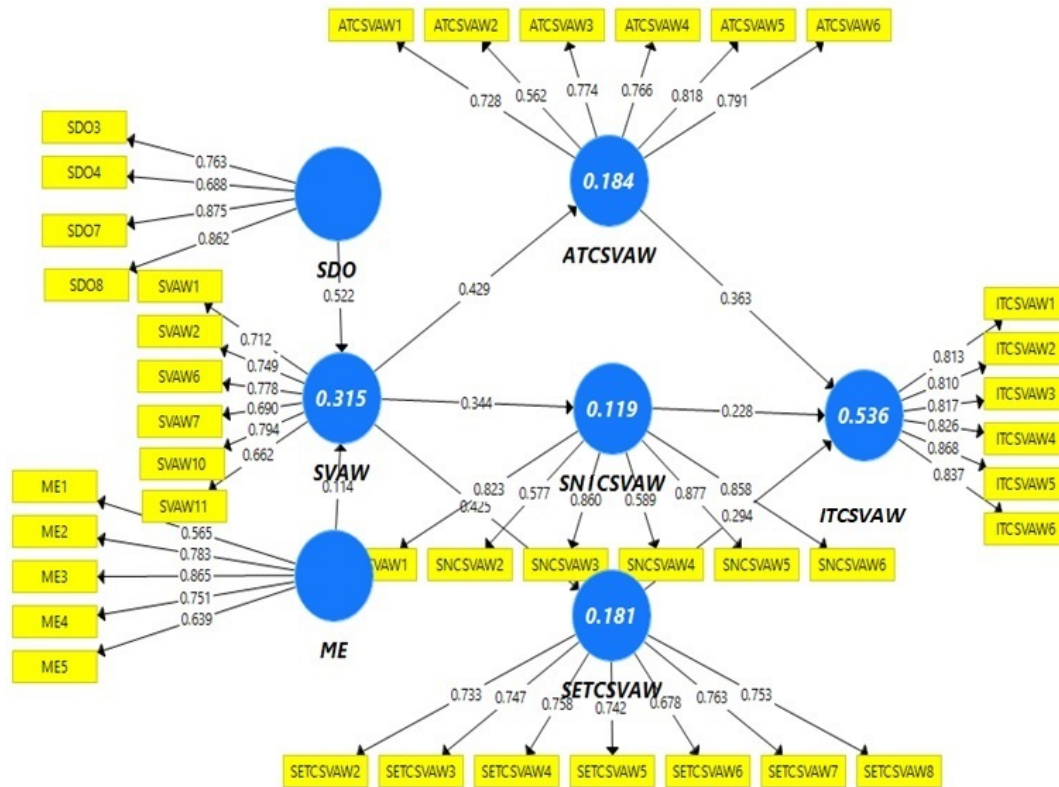 ATCSVAW1 ATCSVAW2 ATCSVAW3 ATCSVAW4 ATCSVAW5 ATCSVAW6
0.728 0.562 0.774 0.766 0.818 0.791
SDO3
SDO4
SDO7
SDO8
0.763
0.688
0.875
0.862
0.184
ATCSVAW
SDO
0.522
0.429
0.363
SVAW1
SVAW2
SVAW6
SVAW7
SVAW10
SVAW11
0.712
0.749
0.778
0.690
0.794
0.662
0.315
SVAW
0.344
0.119
SNICSVAW
0.228
0.536
ITCSVAW
0.813
0.810
0.817
0.826
0.868
0.837
ITCSVAW1
ITCSVAW2
ITCSVAW3
ITCSVAW4
ITCSVAW5
ITCSVAW6
0.114
0.425
0.823 0.577 0.860 0.589 0.877 0.858
0.294
SVAW1 SNCSVAW2 SNCSVAW3 SNCSVAW4 SNCSVAW5 SNCSVAW6
ME1
ME2
ME3
ME4
ME5
0.565
0.783
0.865
0.751
0.639
ME
0.181
SETCSVAW
0.733 0.747 0.758 0.742 0.678 0.763 0.753
SETCSVAW2 SETCSVAW3 SETCSVAW4 SETCSVAW5 SETCSVAW6 SETCSVAW7 SETCSVAW8